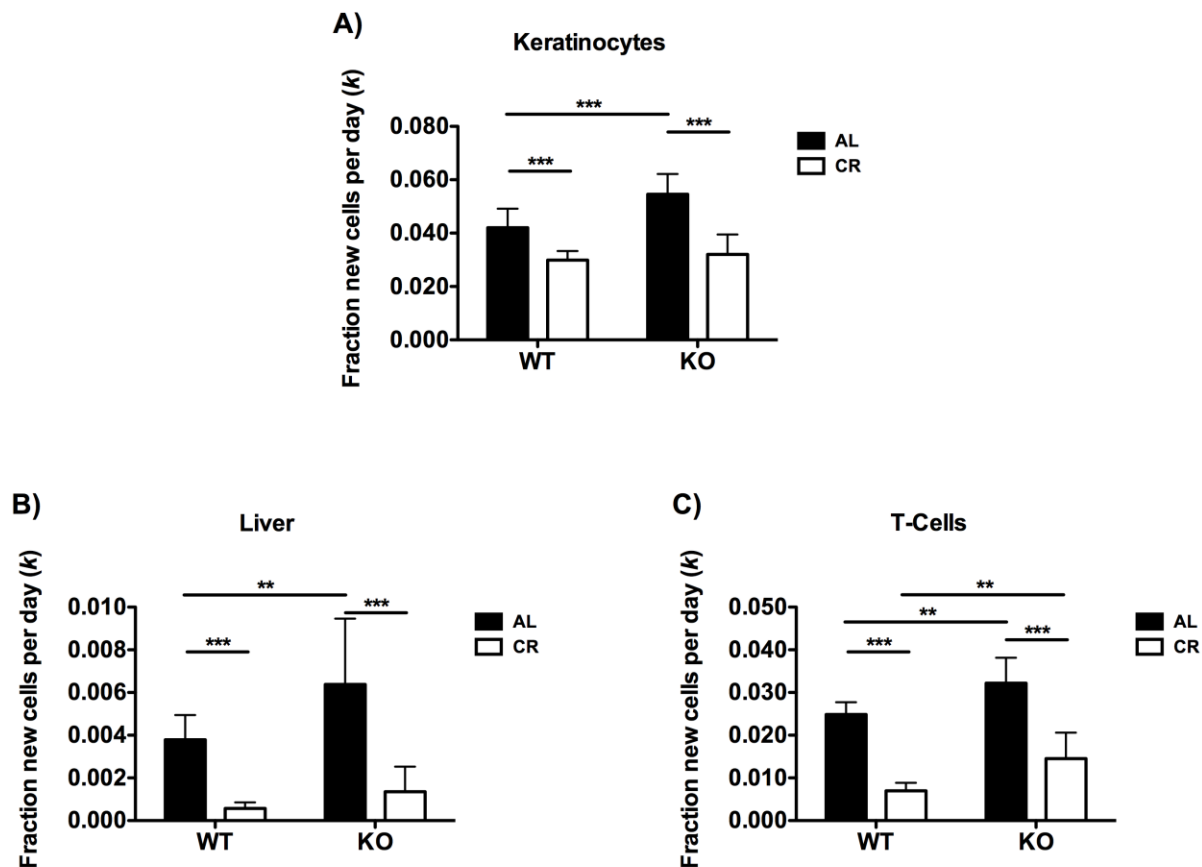 A)
Keratinocytes
Fraction new cells per day (k)
0.080
0.060
0.040
0.020
0.000
***
***
***
AL
CR
WT
KO
B)
Liver
Fraction new cells per day (k)
0.010
0.008
0.006
0.004
0.002
0.000
**
***
***
AL
CR
WT
KO
C)
T-Cells
Fraction new cells per day (k)
0.050
0.040
0.030
0.020
0.010
0.000
**
**
***
***
AL
CR
WT
KO